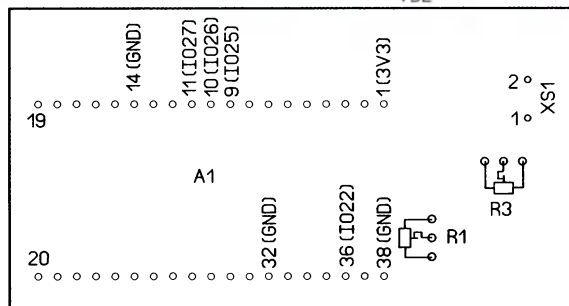 14(GND)
11(IO27)
10(IO26)
9(IO25)
1(3V3)
2
1
XS1
19
A1
R3
32(GND)
36(IO22)
38(GND)
R1
20